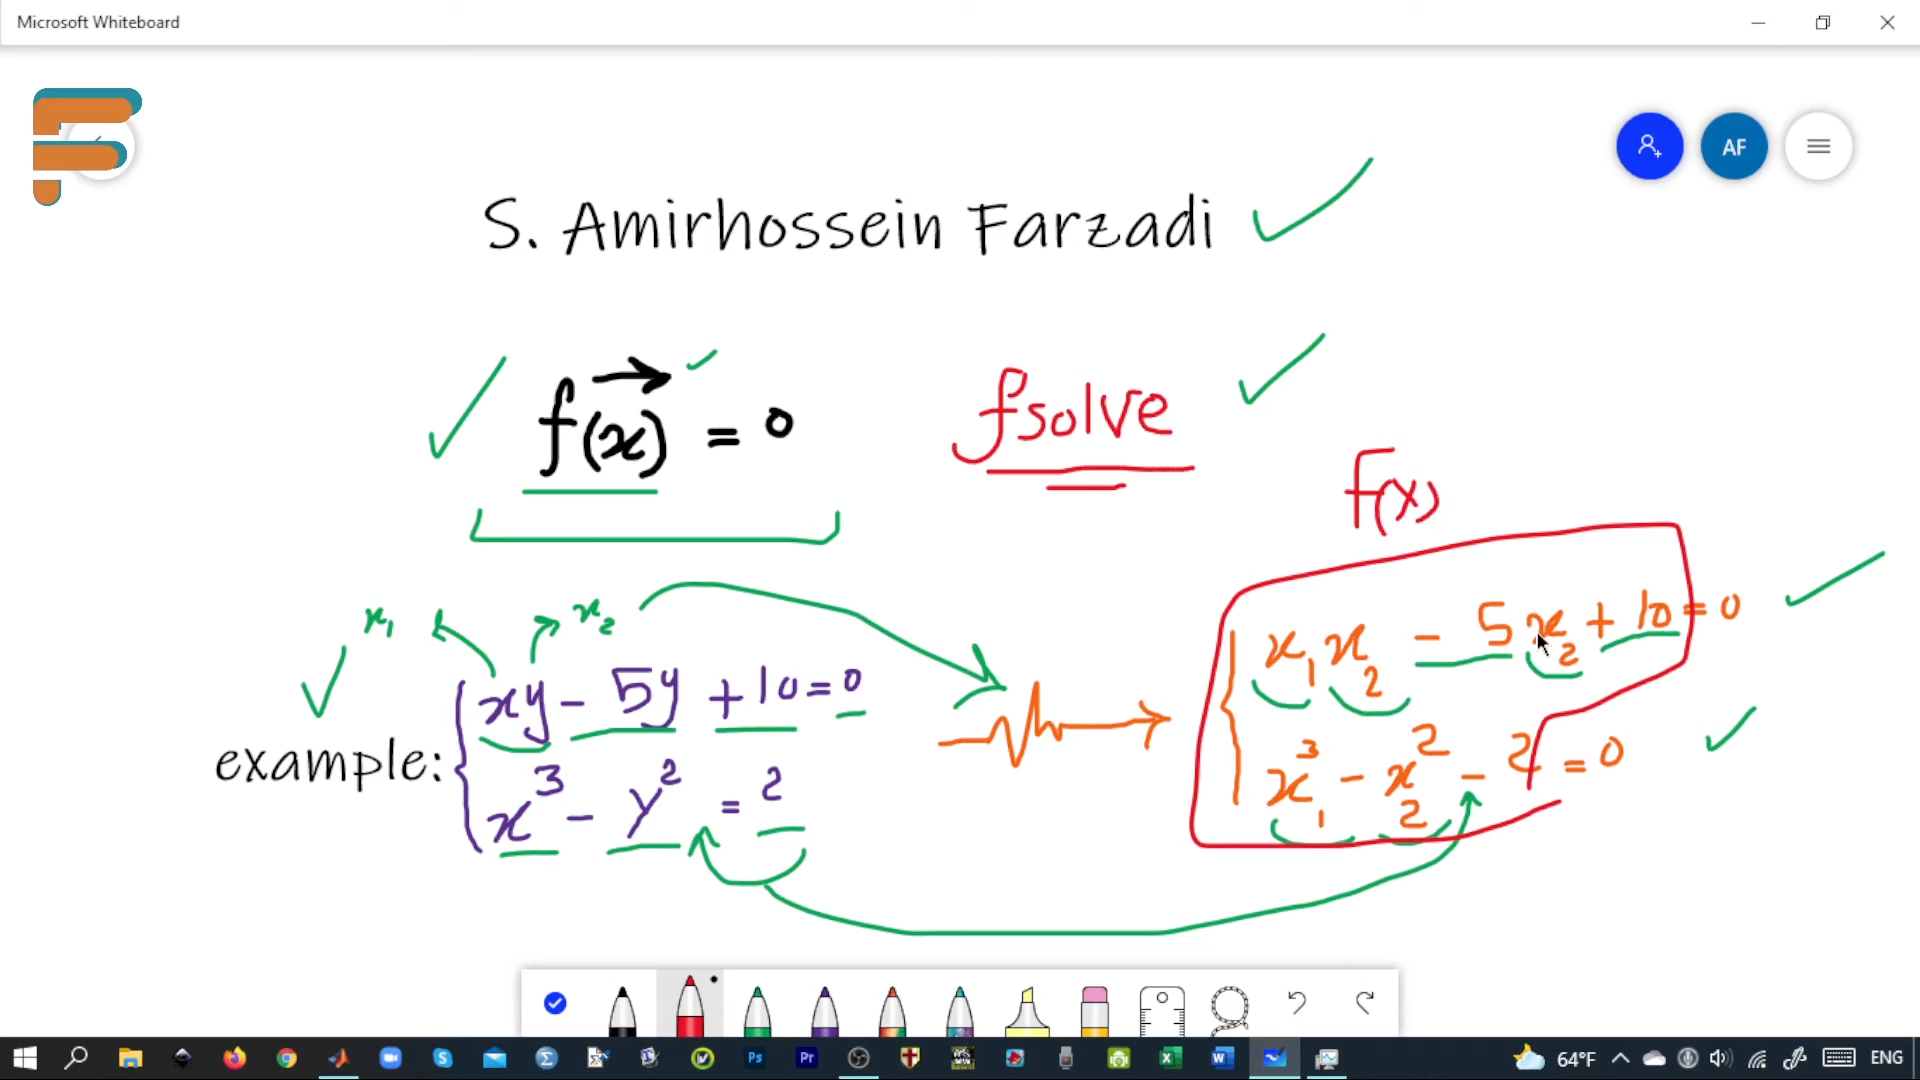 Microsoft Whiteboard
AF
S. Amirhossein Farzadi
f(x) = 0
fsolve
F(x)
x₁
x₂
xy - 5y + 10 = 0
x₁x₂ - 5x₂ + 10 = 0
example:
x³ - y² = 2
x₁³ - x₂² - 2 = 0
64°F
ENG